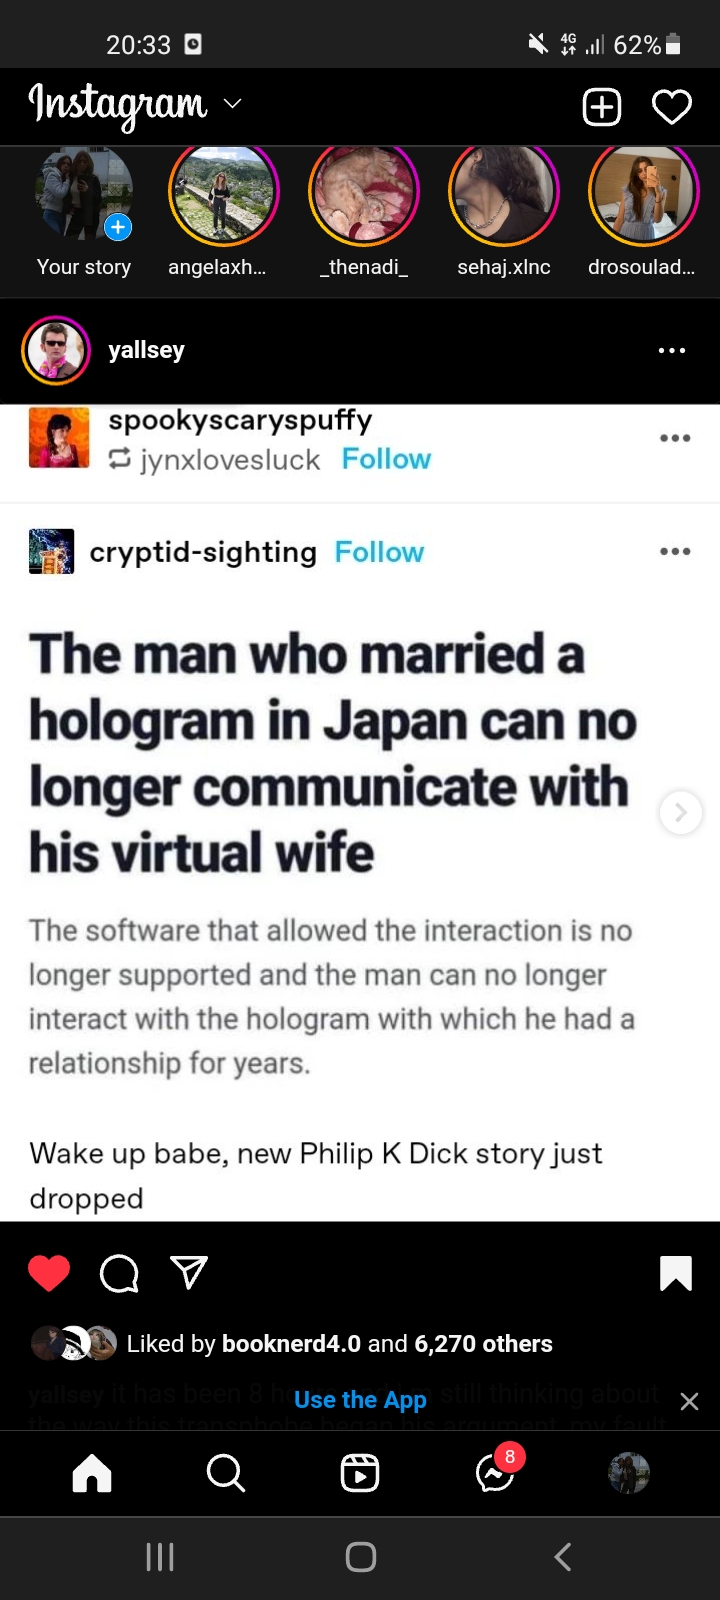 20:33
4G 62%
Instagram
Your story
angelaxh...
_thenadi_
sehaj.xlnc
drosoulad...
yallsey
spookyscaryspuffy
jynxlovesluck Follow
cryptid-sighting Follow
The man who married a
hologram in Japan can no
longer communicate with
his virtual wife
The software that allowed the interaction is no
longer supported and the man can no longer
interact with the hologram with which he had a
relationship for years.
Wake up babe, new Philip K Dick story just
dropped
Liked by booknerd4.0 and 6,270 others
yallsey it has been 8 still thinking about
the way this transphobe began his argument, my fault
Use the App
8